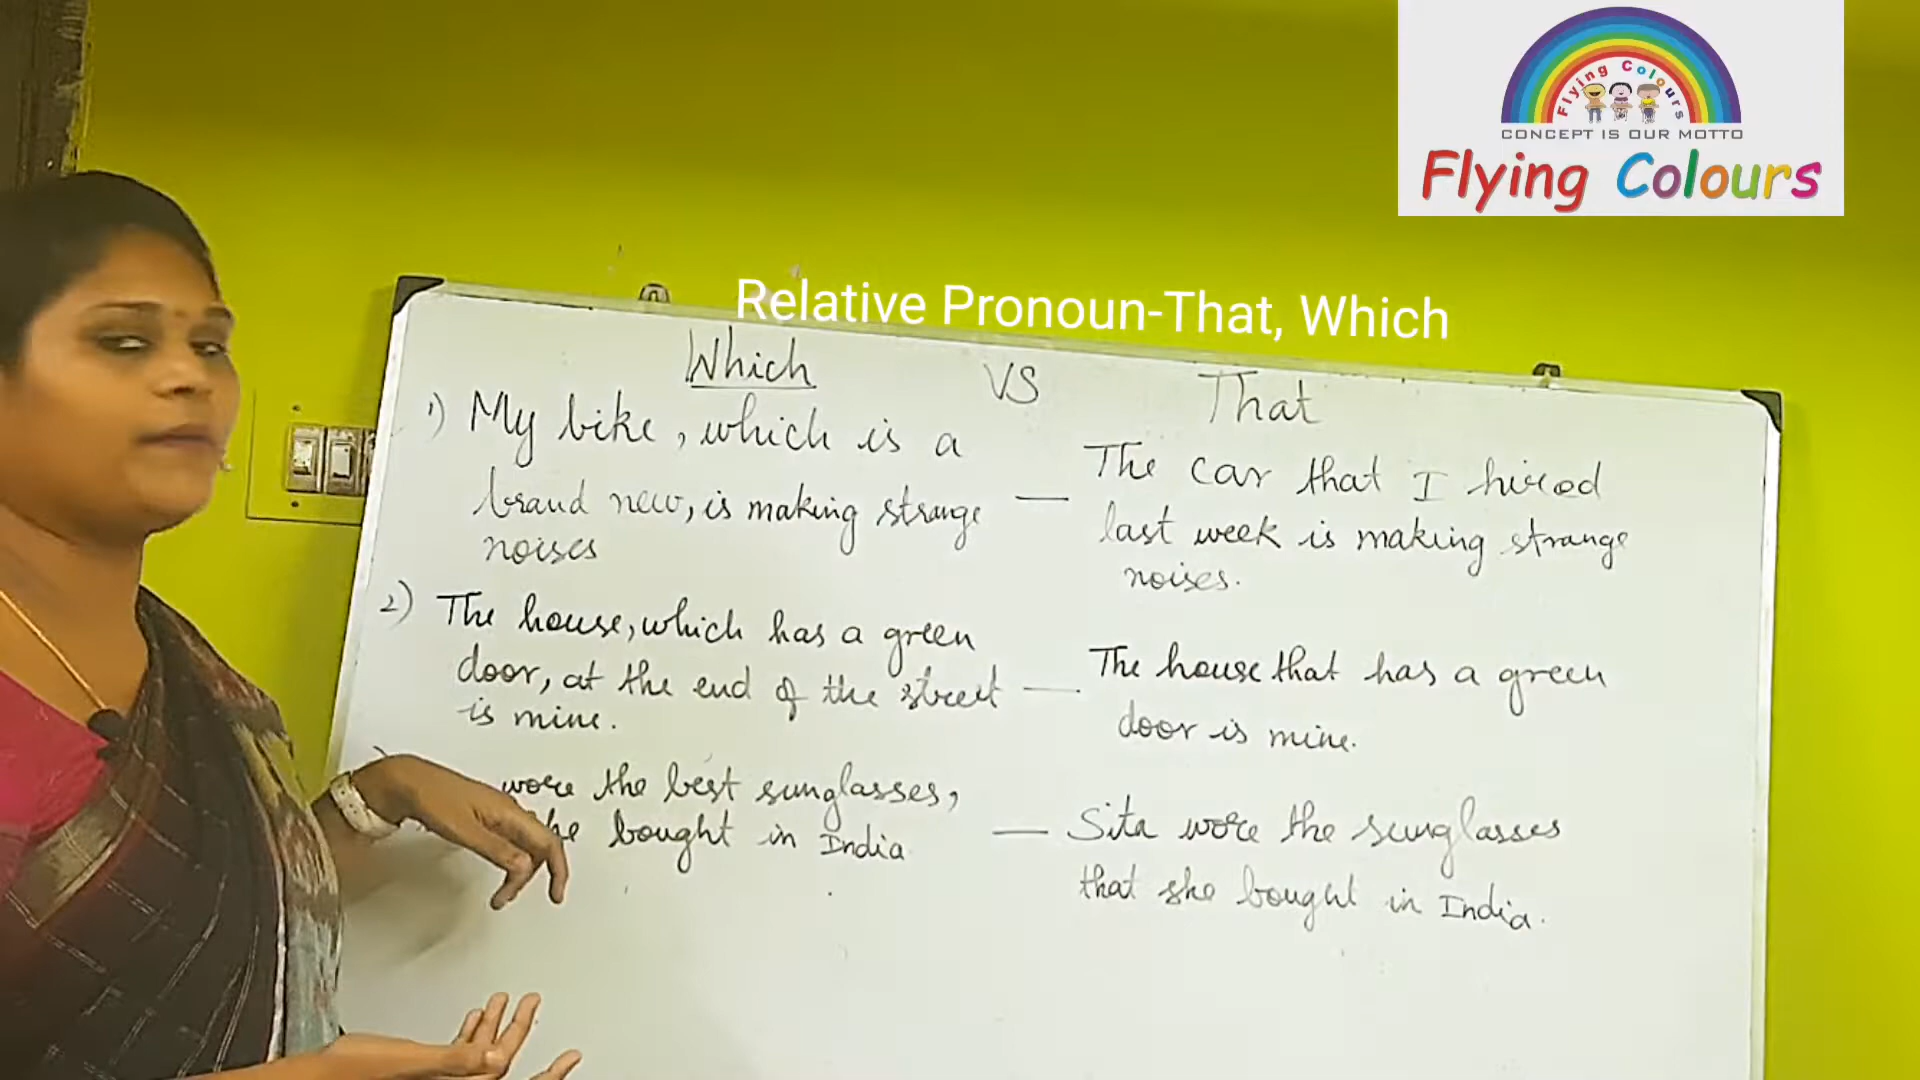 Flying Colours
CONCEPT IS OUR MOTTO
Flying Colours
Relative Pronoun-That, Which
Which VS That
1) My bike, which is a
brand new, is making strange
noises
— The car that I hired
last week is making strange
noises.
2) The house, which has a green
door, at the end of the street
is mine.
— The house that has a green
door is mine.
wore the best sunglasses,
bought in India
— Sita wore the sunglasses
that she bought in India.